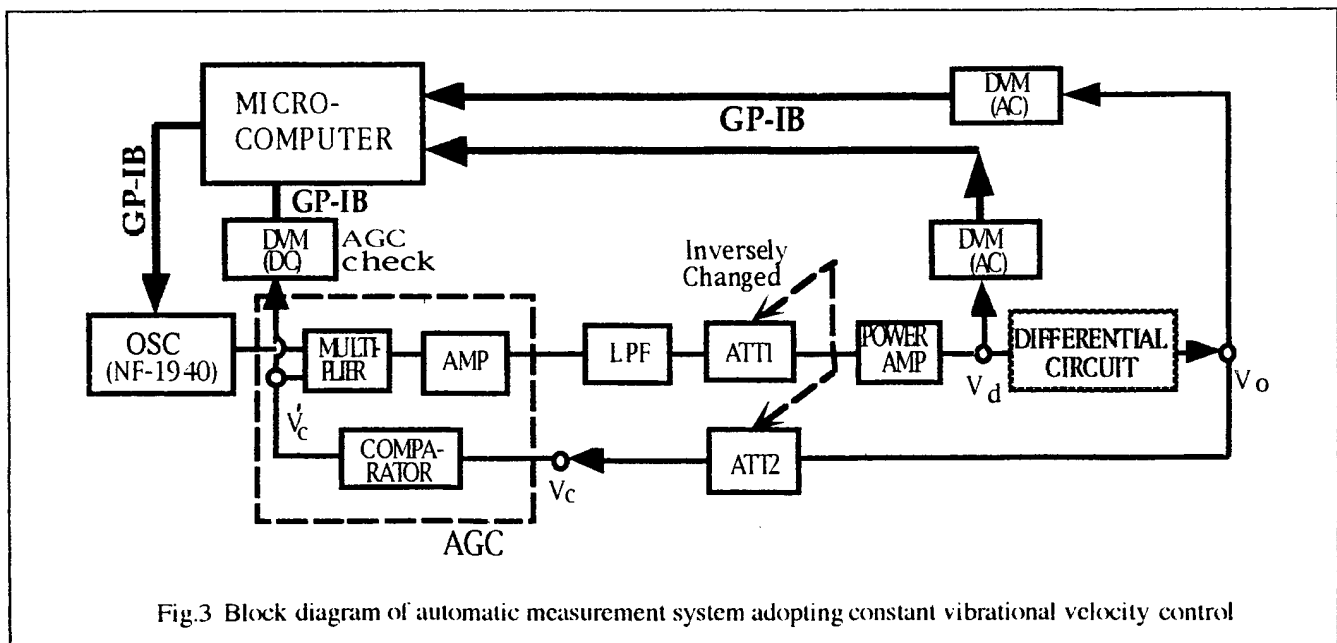 MICRO-
COMPUTER
DVM
(AC)
GP-IB
GP-IB
GP-IB
DVM
(DC)
AGC
check
DVM
(AC)
Inversely
Changed
OSC
(NF-1940)
MULTI-
PLIER
AMP
LPF
ATT1
POWER
AMP
Vd
DIFFERENTIAL
CIRCUIT
Vo
V'c
COMPA-
RATOR
Vc
ATT2
AGC
Fig.3 Block diagram of automatic measurement system adopting constant vibrational velocity control